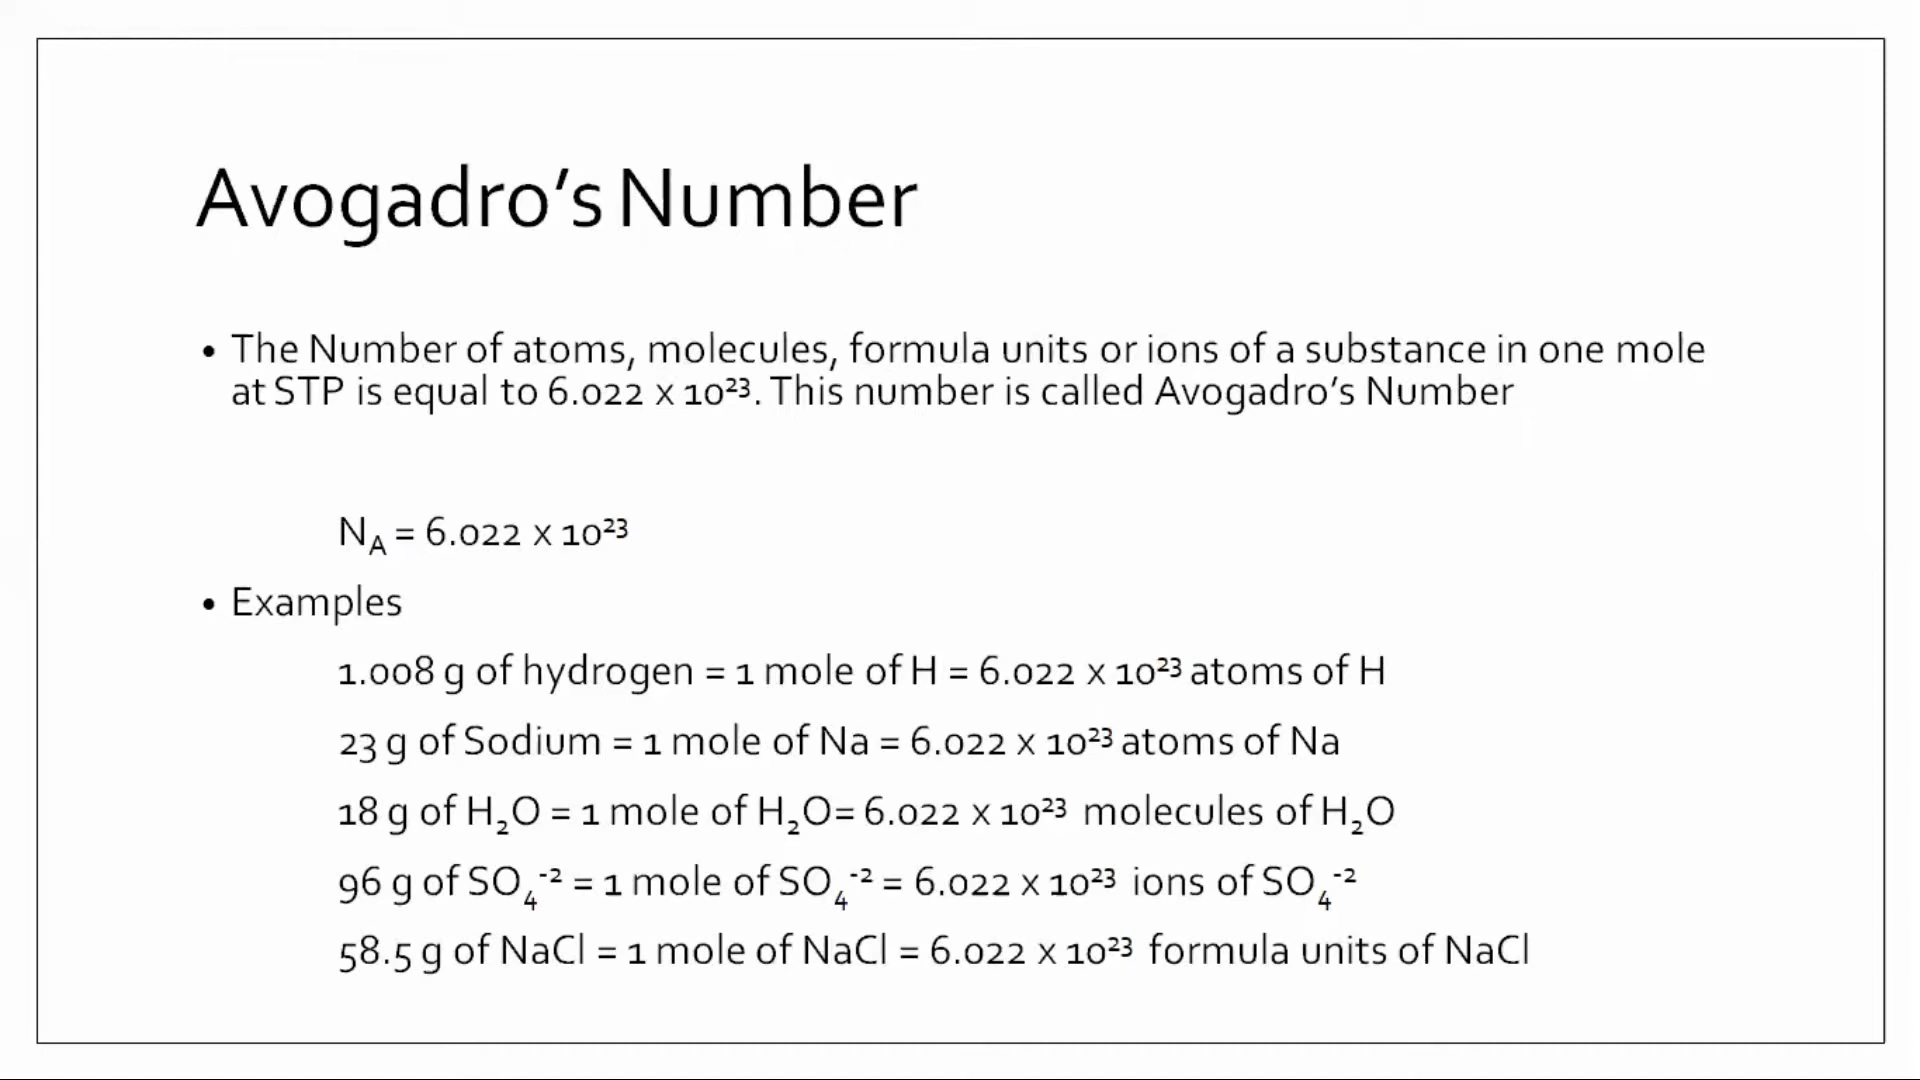 Avogadro’s Number
• The Number of atoms, molecules, formula units or ions of a substance in one mole
at STP is equal to 6.022 x 10²³. This number is called Avogadro’s Number
N_A = 6.022 x 10²³
• Examples
1.008 g of hydrogen = 1 mole of H = 6.022 x 10²³ atoms of H
23 g of Sodium = 1 mole of Na = 6.022 x 10²³ atoms of Na
18 g of H₂O = 1 mole of H₂O= 6.022 x 10²³ molecules of H₂O
96 g of SO₄⁻² = 1 mole of SO₄⁻² = 6.022 x 10²³ ions of SO₄⁻²
58.5 g of NaCl = 1 mole of NaCl = 6.022 x 10²³ formula units of NaCl